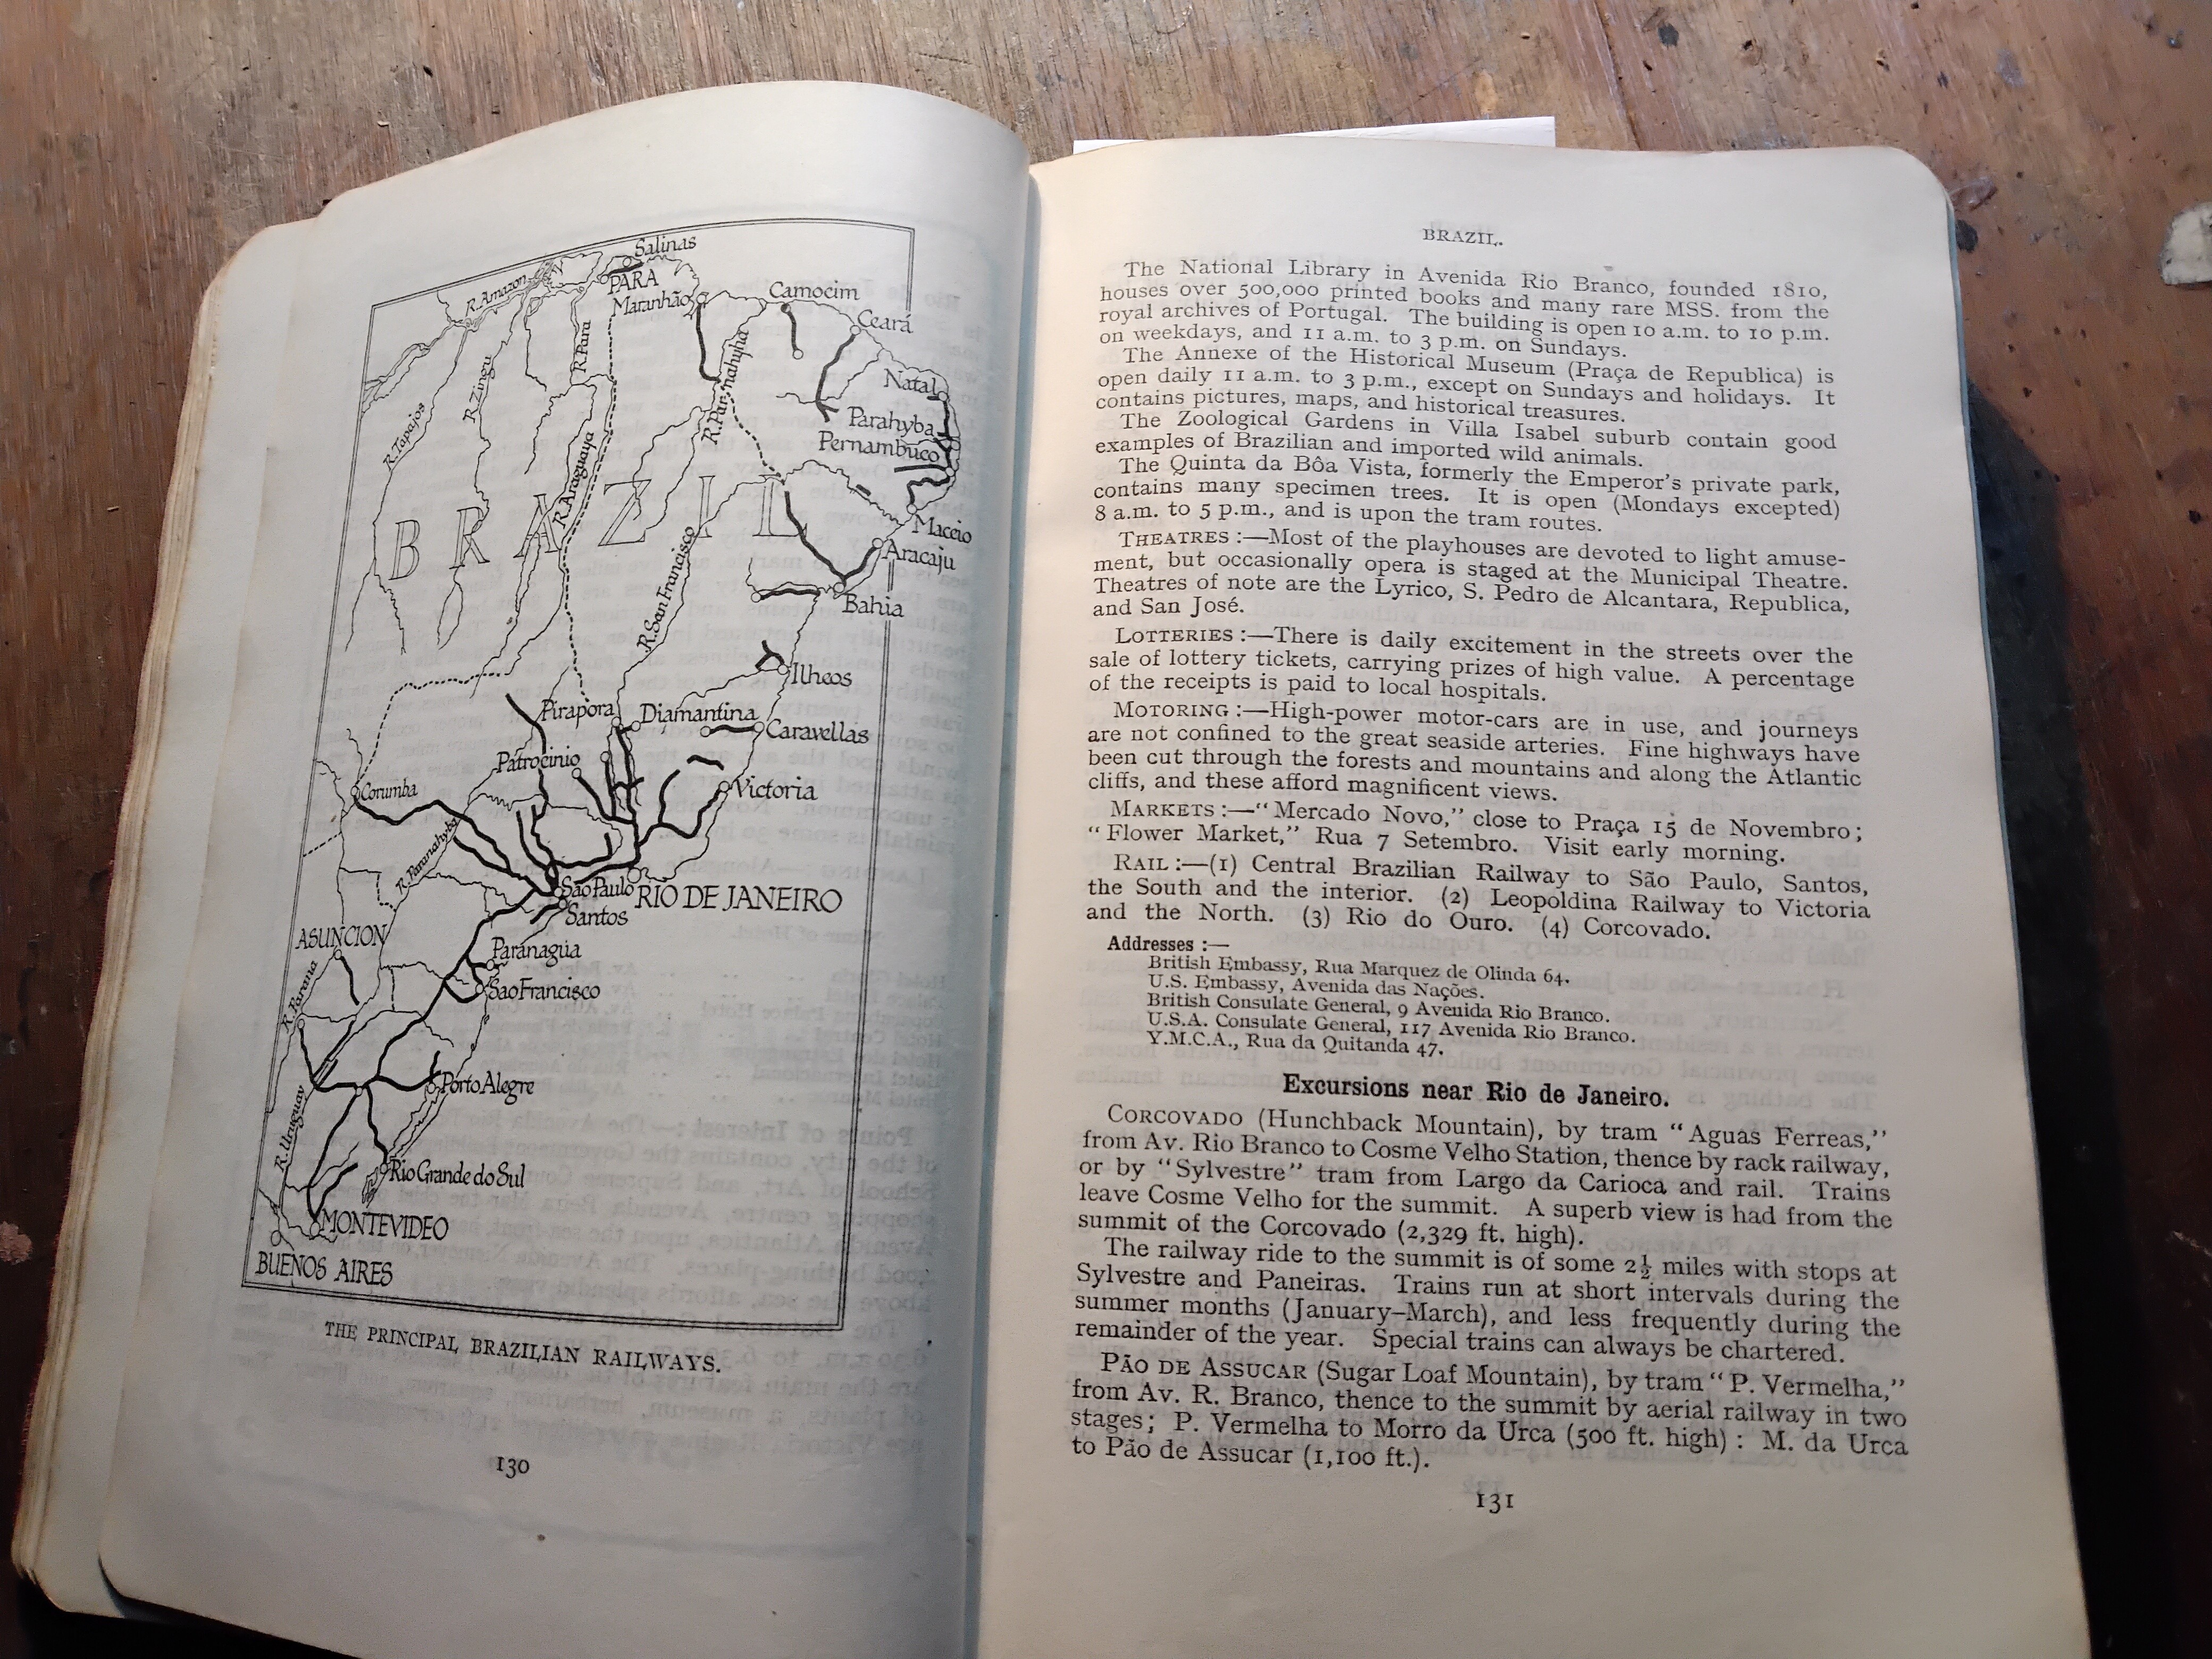 Salinas
R. Amazon
PARA
Maranhão
Camocim
Ceará
R. Para
R. Zingu
R. Tapajos
R. Parnahyha
Natal
Parahyba
Pernambuco
R. Araguaya
BRAZIL
Maceio
Aracaju
R. San Francisco
Bahia
Ilheos
Pirapora
Diamantina
Caravellas
Patrocinio
Corumba
Victoria
R. Paranahyba
São Paulo
RIO DE JANEIRO
Santos
ASUNCION
Paranagua
R. Parana
Sao Francisco
Porto Alegre
R. Uruguay
Rio Grande do Sul
MONTEVIDEO
BUENOS AIRES
THE PRINCIPAL BRAZILIAN RAILWAYS.
130
BRAZIL.
The National Library in Avenida Rio Branco, founded 1810,
houses over 500,000 printed books and many rare MSS. from the
royal archives of Portugal. The building is open 10 a.m. to 10 p.m.
on weekdays, and 11 a.m. to 3 p.m. on Sundays.
The Annexe of the Historical Museum (Praça de Republica) is
open daily 11 a.m. to 3 p.m., except on Sundays and holidays. It
contains pictures, maps, and historical treasures.
The Zoological Gardens in Villa Isabel suburb contain good
examples of Brazilian and imported wild animals.
The Quinta da Bôa Vista, formerly the Emperor's private park,
contains many specimen trees. It is open (Mondays excepted)
8 a.m. to 5 p.m., and is upon the tram routes.
THEATRES :—Most of the playhouses are devoted to light amuse-
ment, but occasionally opera is staged at the Municipal Theatre.
Theatres of note are the Lyrico, S. Pedro de Alcantara, Republica,
and San José.
LOTTERIES :—There is daily excitement in the streets over the
sale of lottery tickets, carrying prizes of high value. A percentage
of the receipts is paid to local hospitals.
MOTORING :—High-power motor-cars are in use, and journeys
are not confined to the great seaside arteries. Fine highways have
been cut through the forests and mountains and along the Atlantic
cliffs, and these afford magnificent views.
MARKETS :—“Mercado Novo,” close to Praça 15 de Novembro;
“Flower Market,” Rua 7 Setembro. Visit early morning.
RAIL :—(1) Central Brazilian Railway to São Paulo, Santos,
the South and the interior. (2) Leopoldina Railway to Victoria
and the North. (3) Rio do Ouro. (4) Corcovado.
Addresses :—
British Embassy, Rua Marquez de Olinda 64.
U.S. Embassy, Avenida das Nações.
British Consulate General, 9 Avenida Rio Branco.
U.S.A. Consulate General, 117 Avenida Rio Branco.
Y.M.C.A., Rua da Quitanda 47.
Excursions near Rio de Janeiro.
CORCOVADO (Hunchback Mountain), by tram “Aguas Ferreas,”
from Av. Rio Branco to Cosme Velho Station, thence by rack railway,
or by “Sylvestre” tram from Largo da Carioca and rail. Trains
leave Cosme Velho for the summit. A superb view is had from the
summit of the Corcovado (2,329 ft. high).
The railway ride to the summit is of some 2½ miles with stops at
Sylvestre and Paneiras. Trains run at short intervals during the
summer months (January–March), and less frequently during the
remainder of the year. Special trains can always be chartered.
PÃO DE ASSUCAR (Sugar Loaf Mountain), by tram “P. Vermelha,”
from Av. R. Branco, thence to the summit by aerial railway in two
stages; P. Vermelha to Morro da Urca (500 ft. high) : M. da Urca
to Pão de Assucar (1,100 ft.).
131